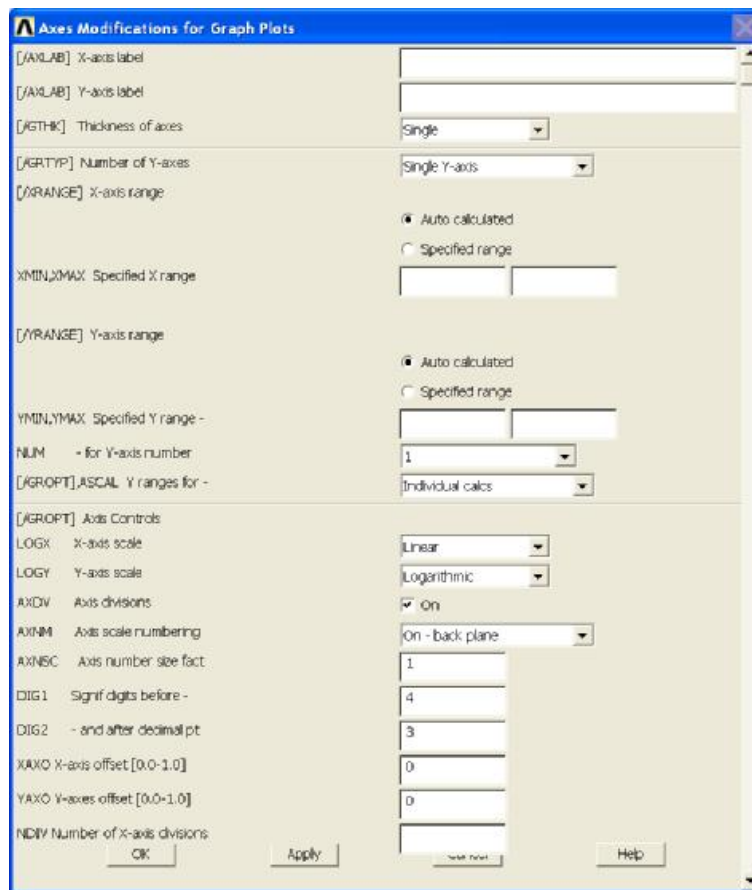 Axes Modifications for Graph Plots
[/AXLAB] X-axis label
[/AXLAB] Y-axis label
[/GTHK] Thickness of axes Single
[/GRTYP] Number of Y-axes Single Y-axis
[/XRANGE] X-axis range
Auto calculated
Specified range
XMIN,XMAX Specified X range
[/YRANGE] Y-axis range
Auto calculated
Specified range
YMIN,YMAX Specified Y range -
NUM - for Y-axis number 1
[/GROPT],ASCAL Y ranges for - Individual calcs
[/GROPT] Axis Controls
LOGX X-axis scale Linear
LOGY Y-axis scale Logarithmic
AXDV Axis divisions On
AXNM Axis scale numbering On - back plane
AXNSC Axis number size fact 1
DIG1 Signif digits before - 4
DIG2 - and after decimal pt 3
XAXO X-axis offset [0.0-1.0] 0
YAXO Y-axes offset [0.0-1.0] 0
NDIV Number of X-axis divisions
OK Apply Cancel Help